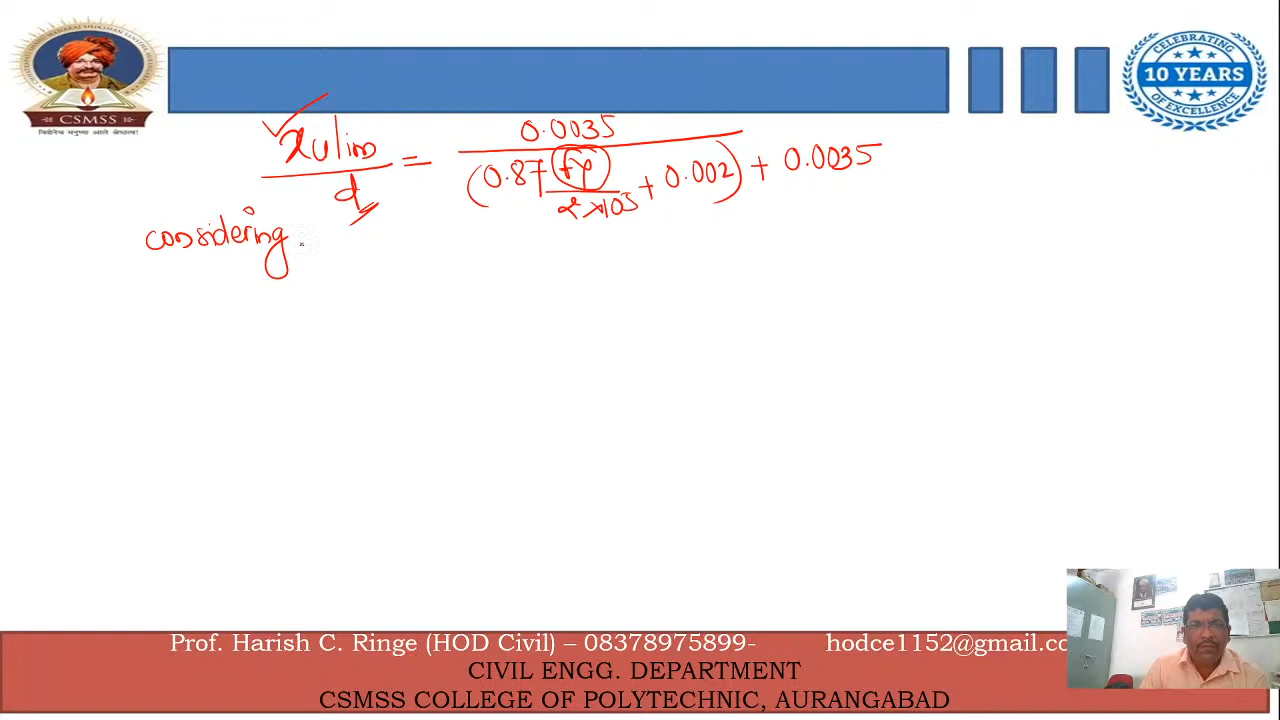 CELEBRATING
10 YEARS
OF EXCELLENCE
CSMSS
xulim / d = 0.0035 / (0.87 fy / 2×105 + 0.002) + 0.0035
considering
Prof. Harish C. Ringe (HOD Civil) – 08378975899- hodce1152@gmail.co
CIVIL ENGG. DEPARTMENT
CSMSS COLLEGE OF POLYTECHNIC, AURANGABAD